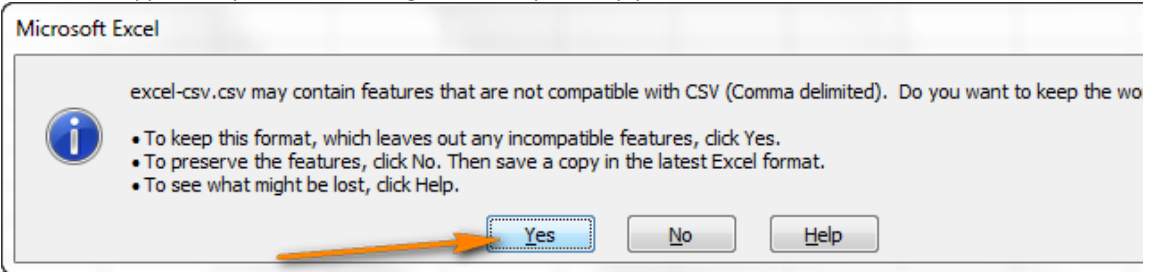 Microsoft Excel
excel-csv.csv may contain features that are not compatible with CSV (Comma delimited).  Do you want to keep the
• To keep this format, which leaves out any incompatible features, click Yes.
• To preserve the features, click No. Then save a copy in the latest Excel format.
• To see what might be lost, click Help.
Yes No Help